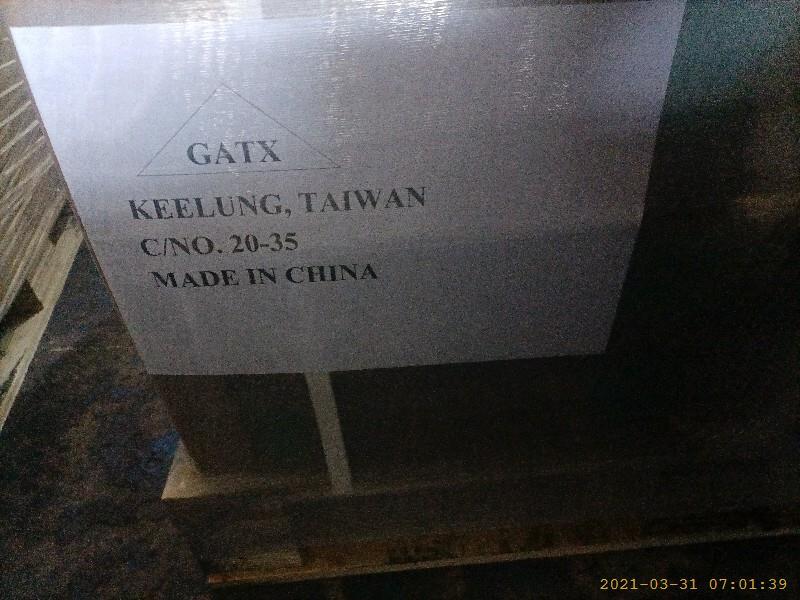 GATX
KEELUNG, TAIWAN
C/NO. 20-35
MADE IN CHINA
2021-03-31 07:01:39